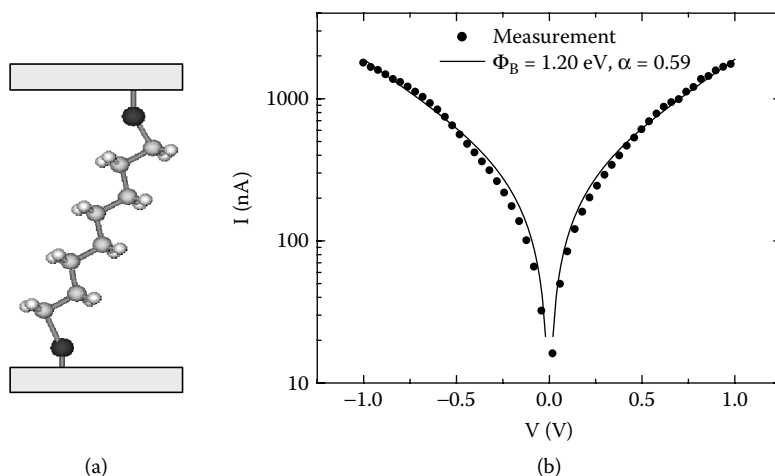 Measurement
Φ_B = 1.20 eV, α = 0.59
I (nA)
1000
100
10
−1.0
−0.5
0.0
0.5
1.0
V (V)
(a)
(b)